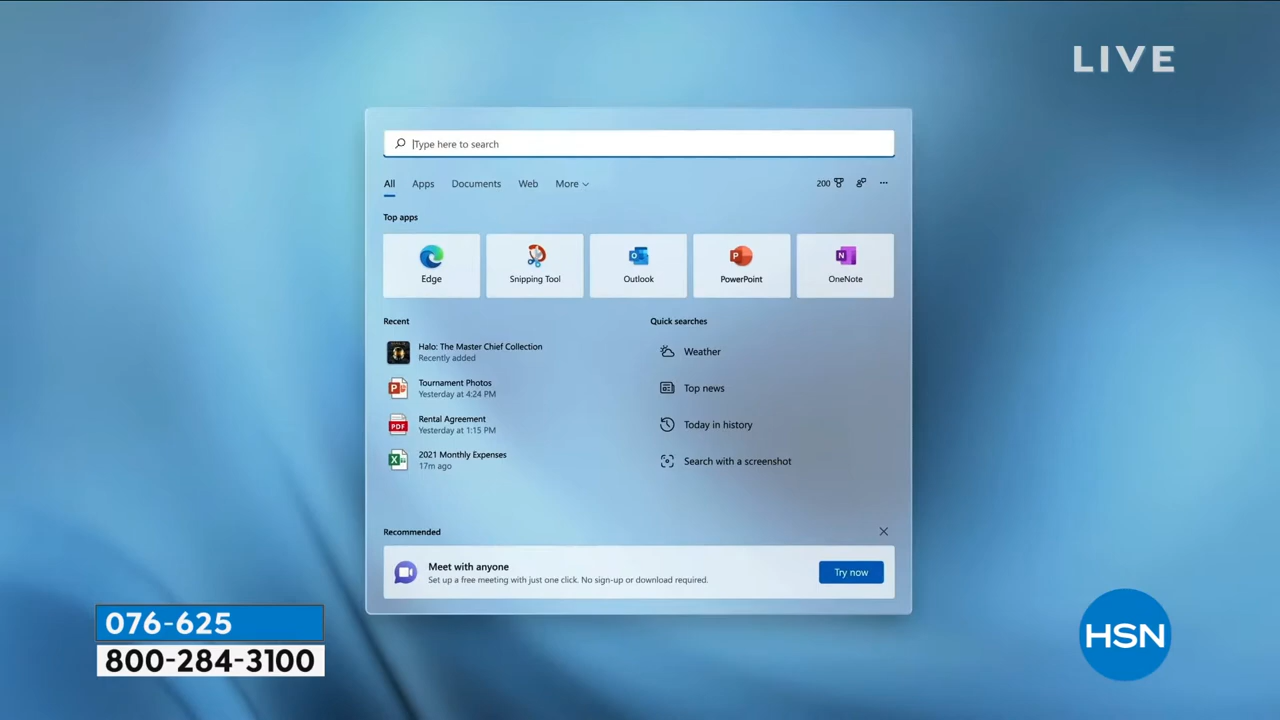 LIVE
Type here to search
All Apps Documents Web More 200 ...
Top apps
Edge Snipping Tool Outlook PowerPoint OneNote
Recent
Halo: The Master Chief Collection
Recently added
Tournament Photos
Yesterday at 4:24 PM
Rental Agreement
Yesterday at 1:15 PM
2021 Monthly Expenses
17m ago
Quick searches
Weather
Top news
Today in history
Search with a screenshot
Recommended
Meet with anyone
Set up a free meeting with just one click. No sign-up or download required.
Try now
076-625
800-284-3100
HSN